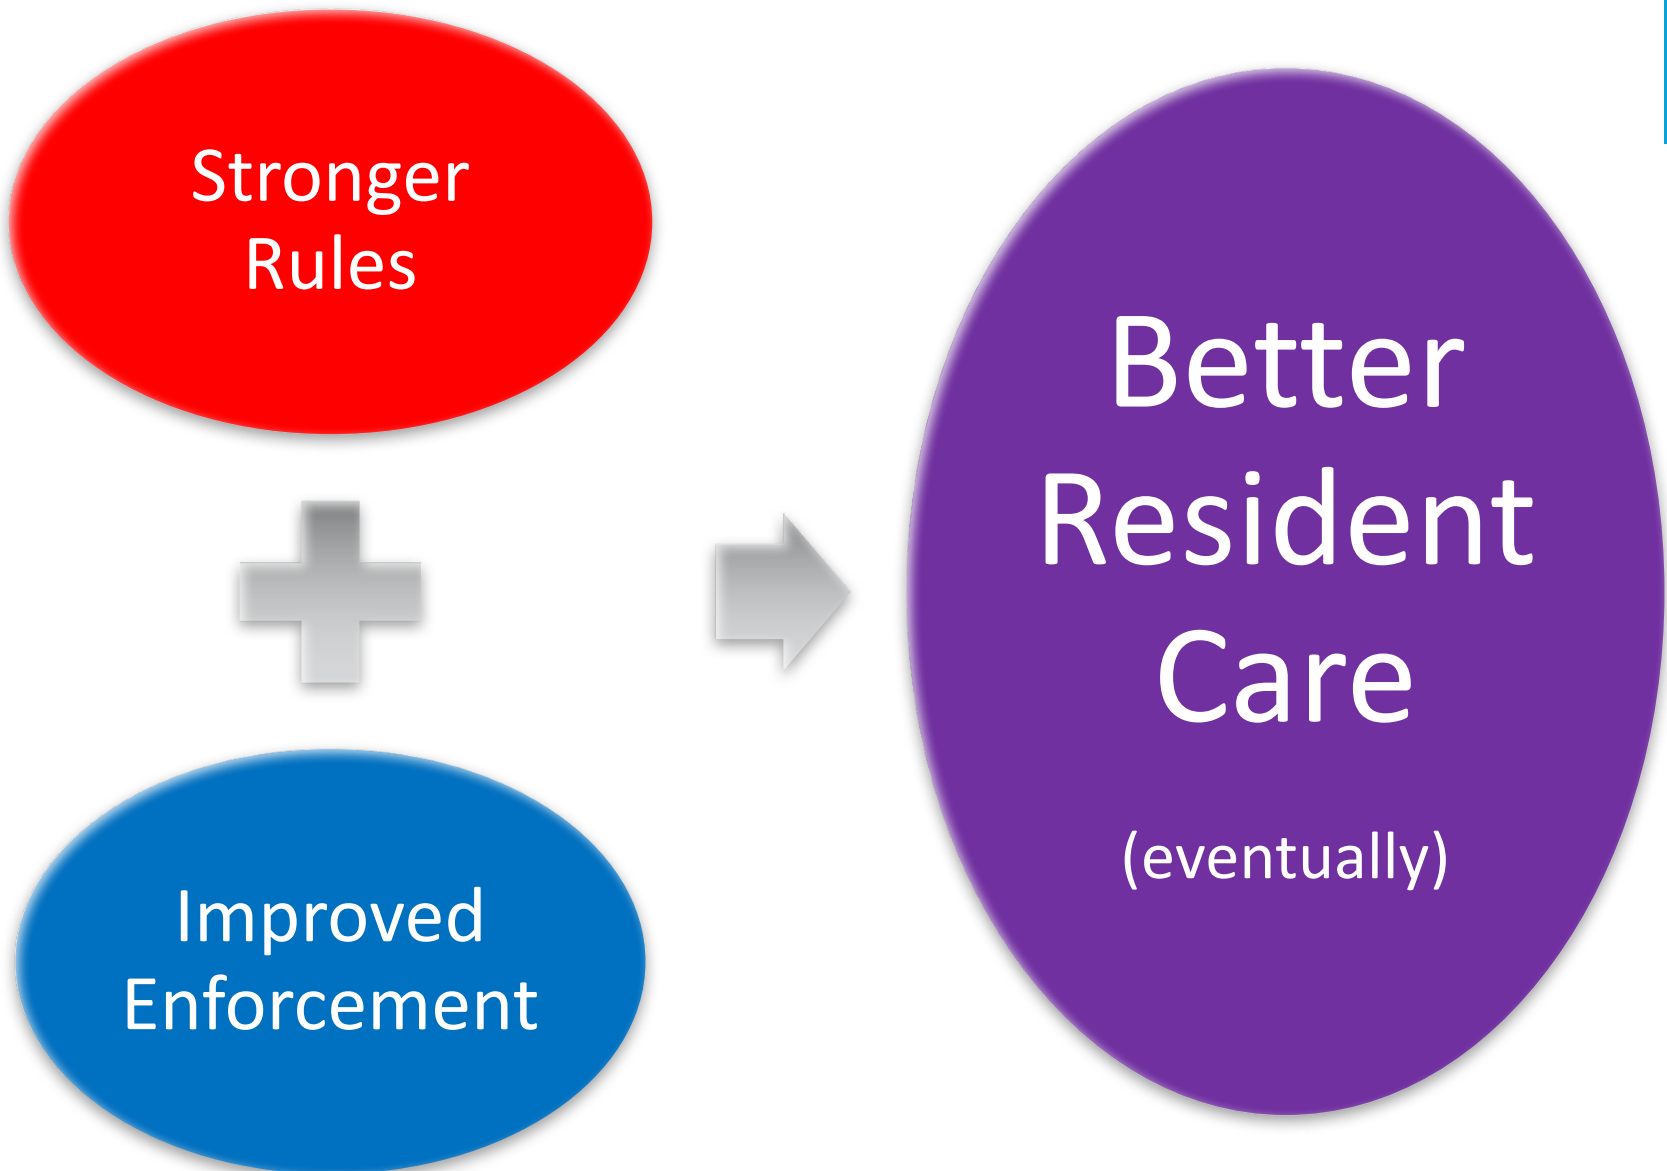 Stronger
Rules
Improved
Enforcement
Better
Resident
Care
(eventually)